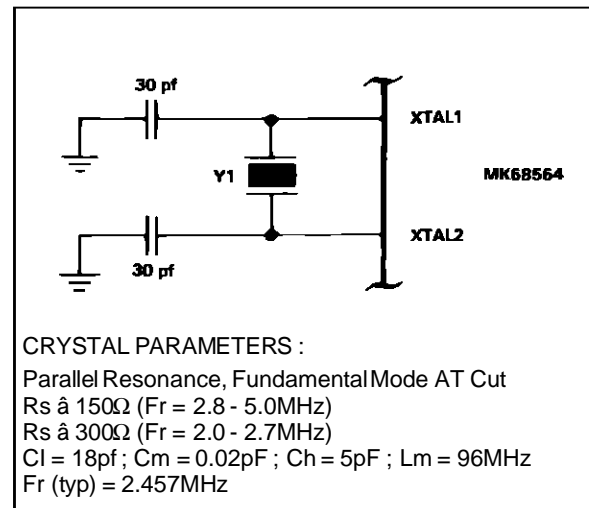 30 pf
XTAL1
Y1
MK68564
XTAL2
30 pf
CRYSTAL PARAMETERS :
Parallel Resonance, Fundamental Mode AT Cut
Rs â 150Ω (Fr = 2.8 - 5.0MHz)
Rs â 300Ω (Fr = 2.0 - 2.7MHz)
Cl = 18pf ; Cm = 0.02pF ; Ch = 5pF ; Lm = 96MHz
Fr (typ) = 2.457MHz